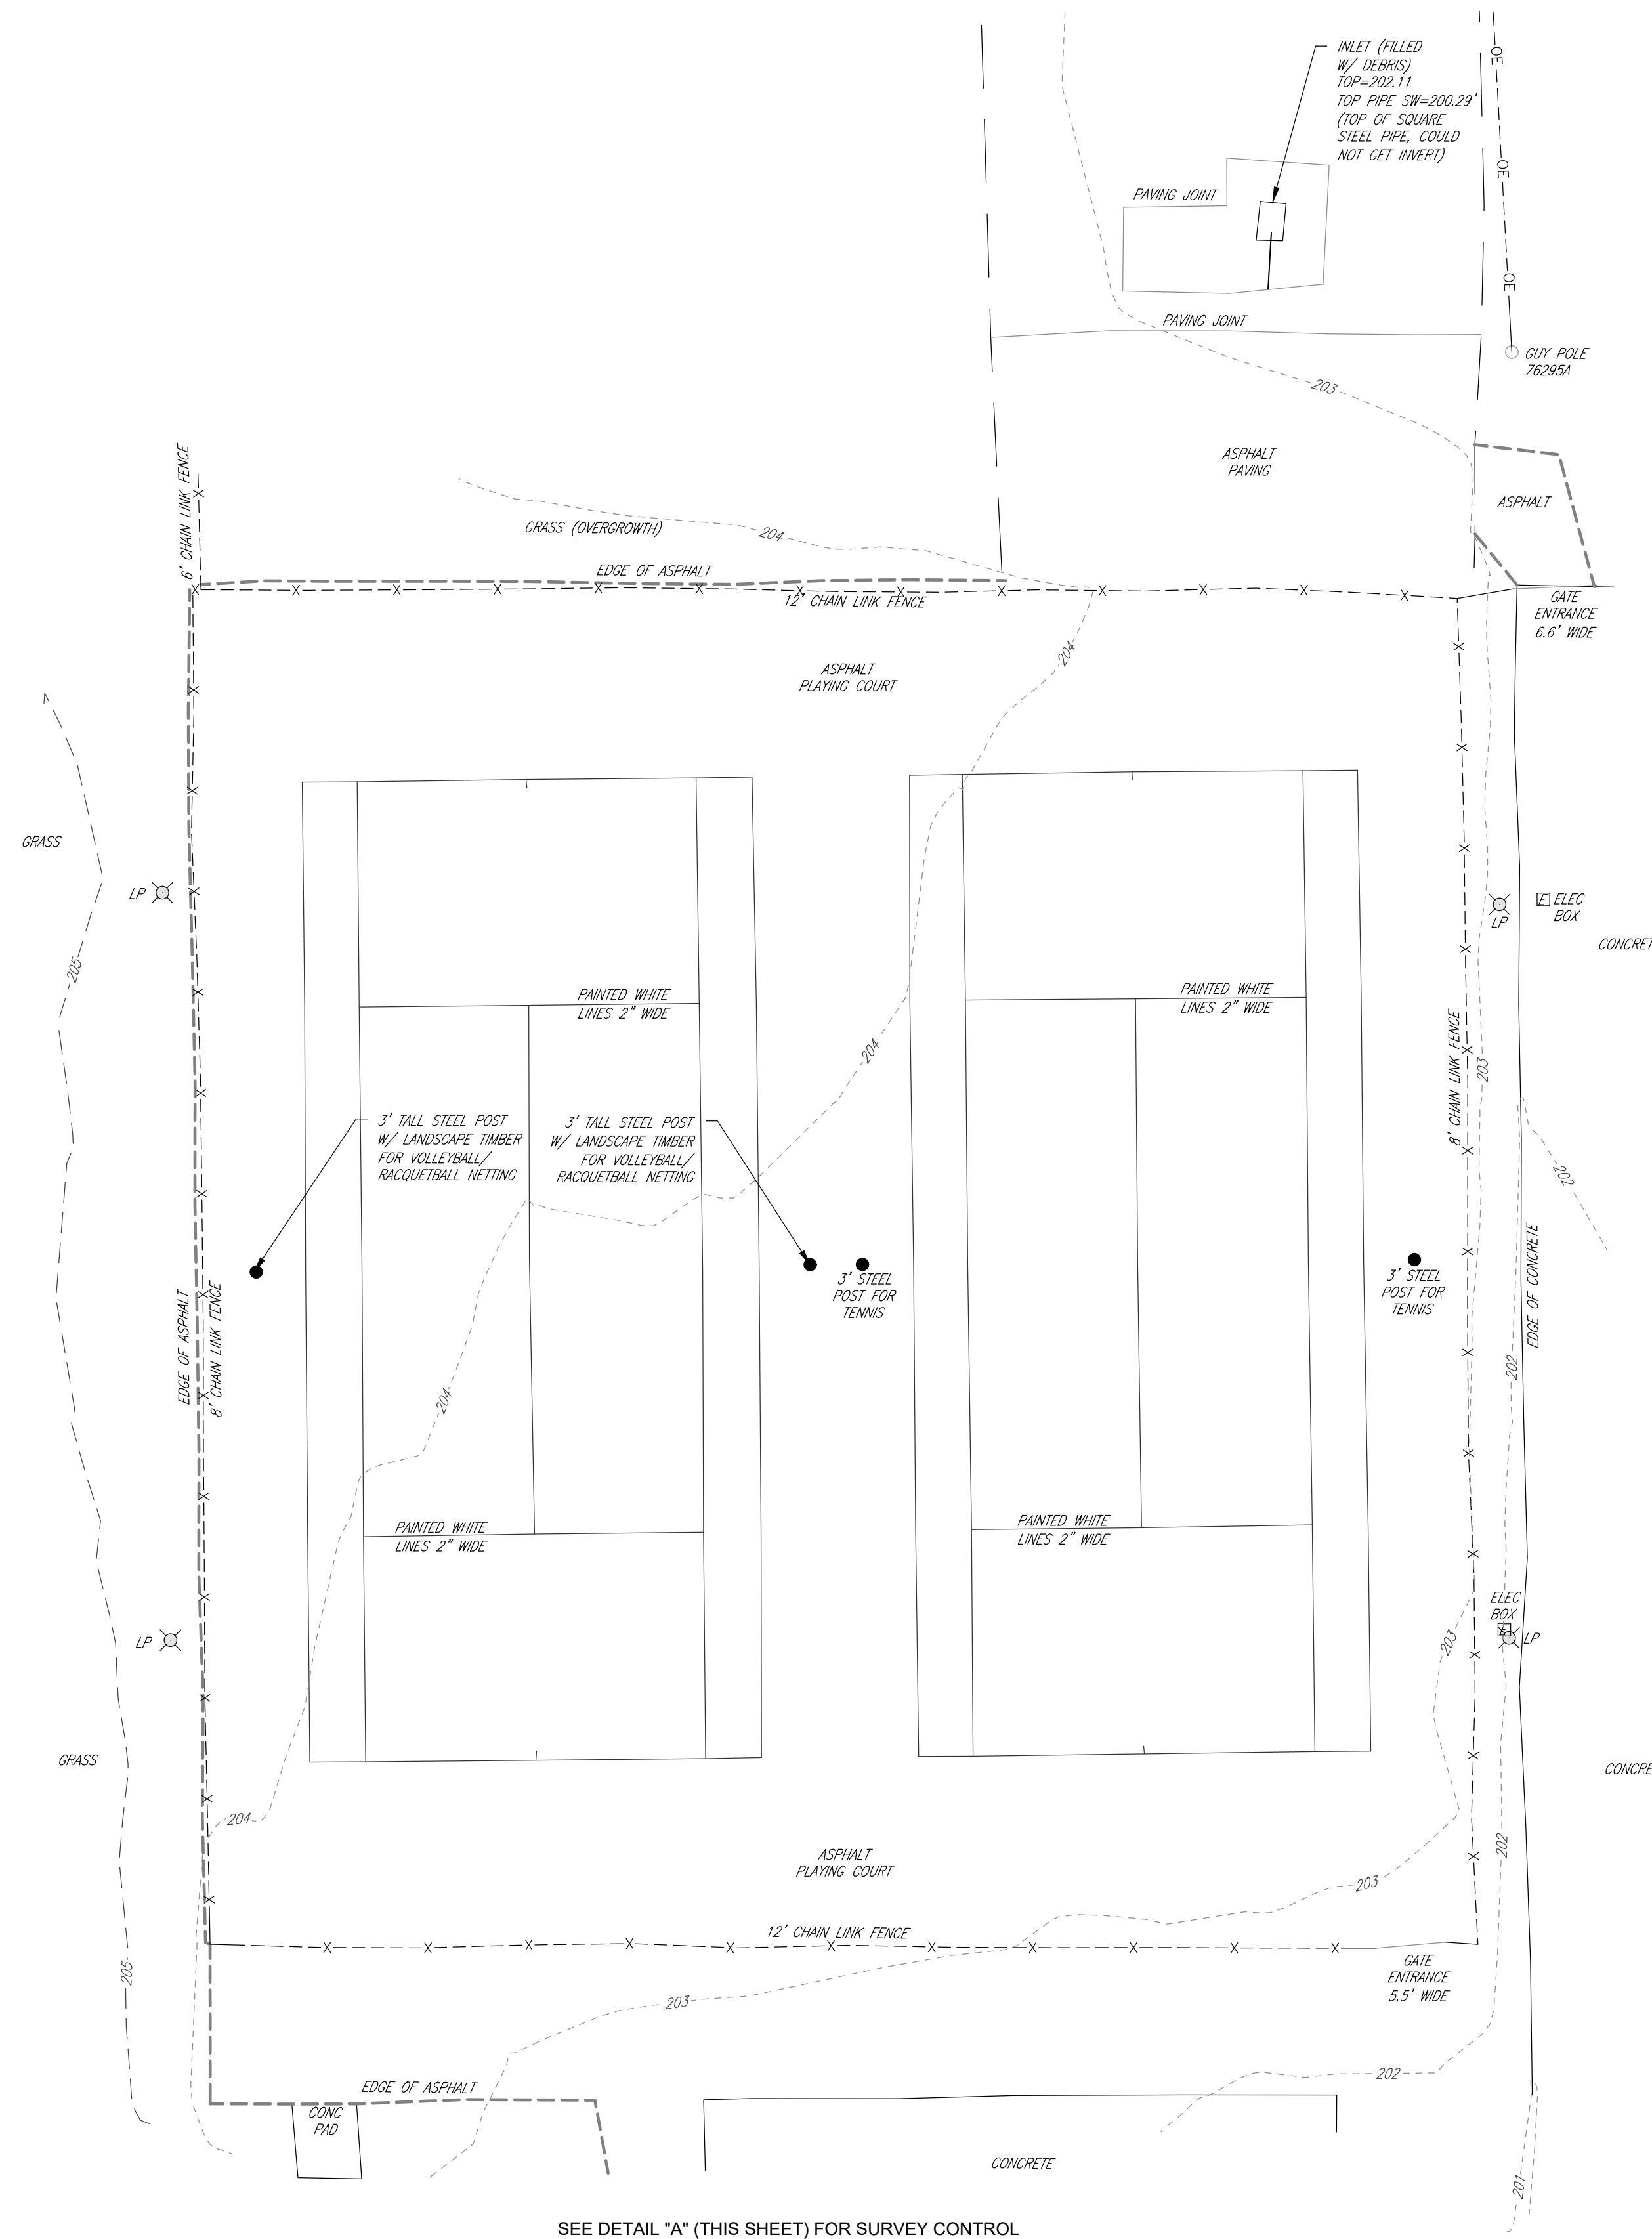 OE
INLET (FILLED
W/ DEBRIS)
TOP=202.11
TOP PIPE SW=200.29'
(TOP OF SQUARE
STEEL PIPE, COULD
NOT GET INVERT)
OE
PAVING JOINT
OE
PAVING JOINT
GUY POLE
76295A
203
ASPHALT
PAVING
6' CHAIN LINK FENCE
ASPHALT
GRASS (OVERGROWTH)
204
EDGE OF ASPHALT
12' CHAIN LINK FENCE
GATE
ENTRANCE
6.6' WIDE
204
ASPHALT
PLAYING COURT
GRASS
LP
LP
E
ELEC
BOX
CONCRET
205
PAINTED WHITE
LINES 2" WIDE
PAINTED WHITE
LINES 2" WIDE
204
8' CHAIN LINK FENCE
203
3' TALL STEEL POST
W/ LANDSCAPE TIMBER
FOR VOLLEYBALL/
RACQUETBALL NETTING
3' TALL STEEL POST
W/ LANDSCAPE TIMBER
FOR VOLLEYBALL/
RACQUETBALL NETTING
202
3' STEEL
POST FOR
TENNIS
3' STEEL
POST FOR
TENNIS
EDGE OF CONCRETE
EDGE OF ASPHALT
8' CHAIN LINK FENCE
202
204
PAINTED WHITE
LINES 2" WIDE
PAINTED WHITE
LINES 2" WIDE
ELEC
BOX
E
LP
LP
203
GRASS
CONCRE
204
202
ASPHALT
PLAYING COURT
203
12' CHAIN LINK FENCE
GATE
ENTRANCE
5.5' WIDE
205
203
202
EDGE OF ASPHALT
CONC
PAD
CONCRETE
201
SEE DETAIL "A" (THIS SHEET) FOR SURVEY CONTROL